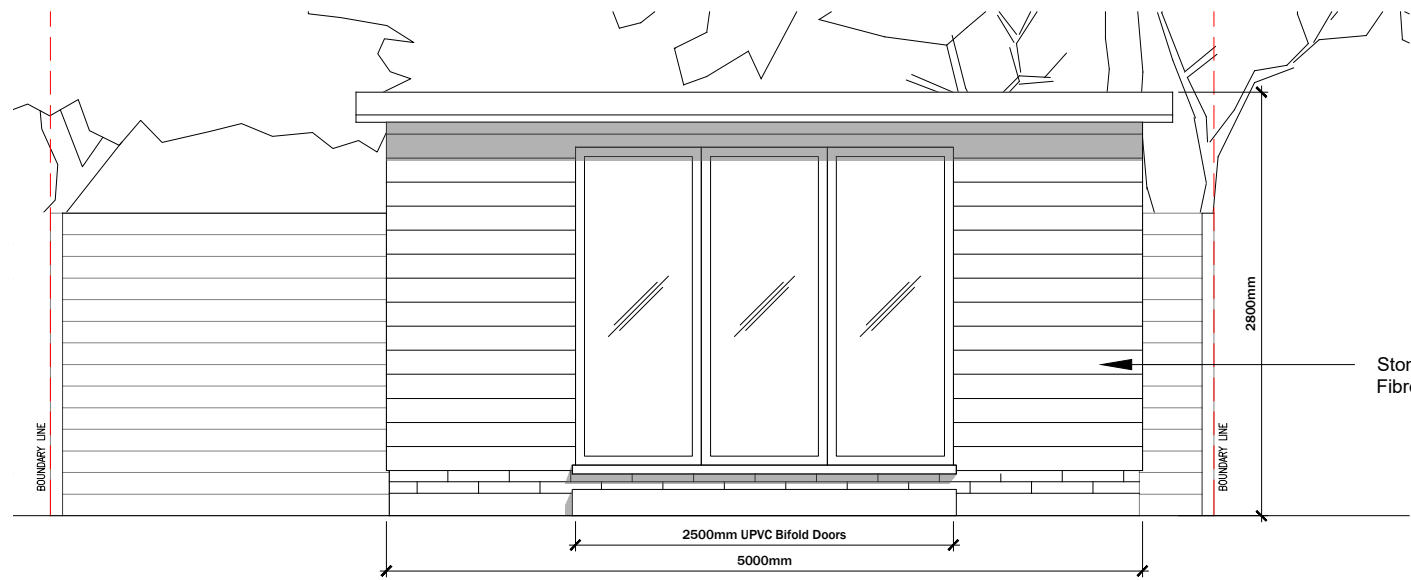 2800mm
BOUNDARY LINE
BOUNDARY LINE
2500mm UPVC Bifold Doors
5000mm